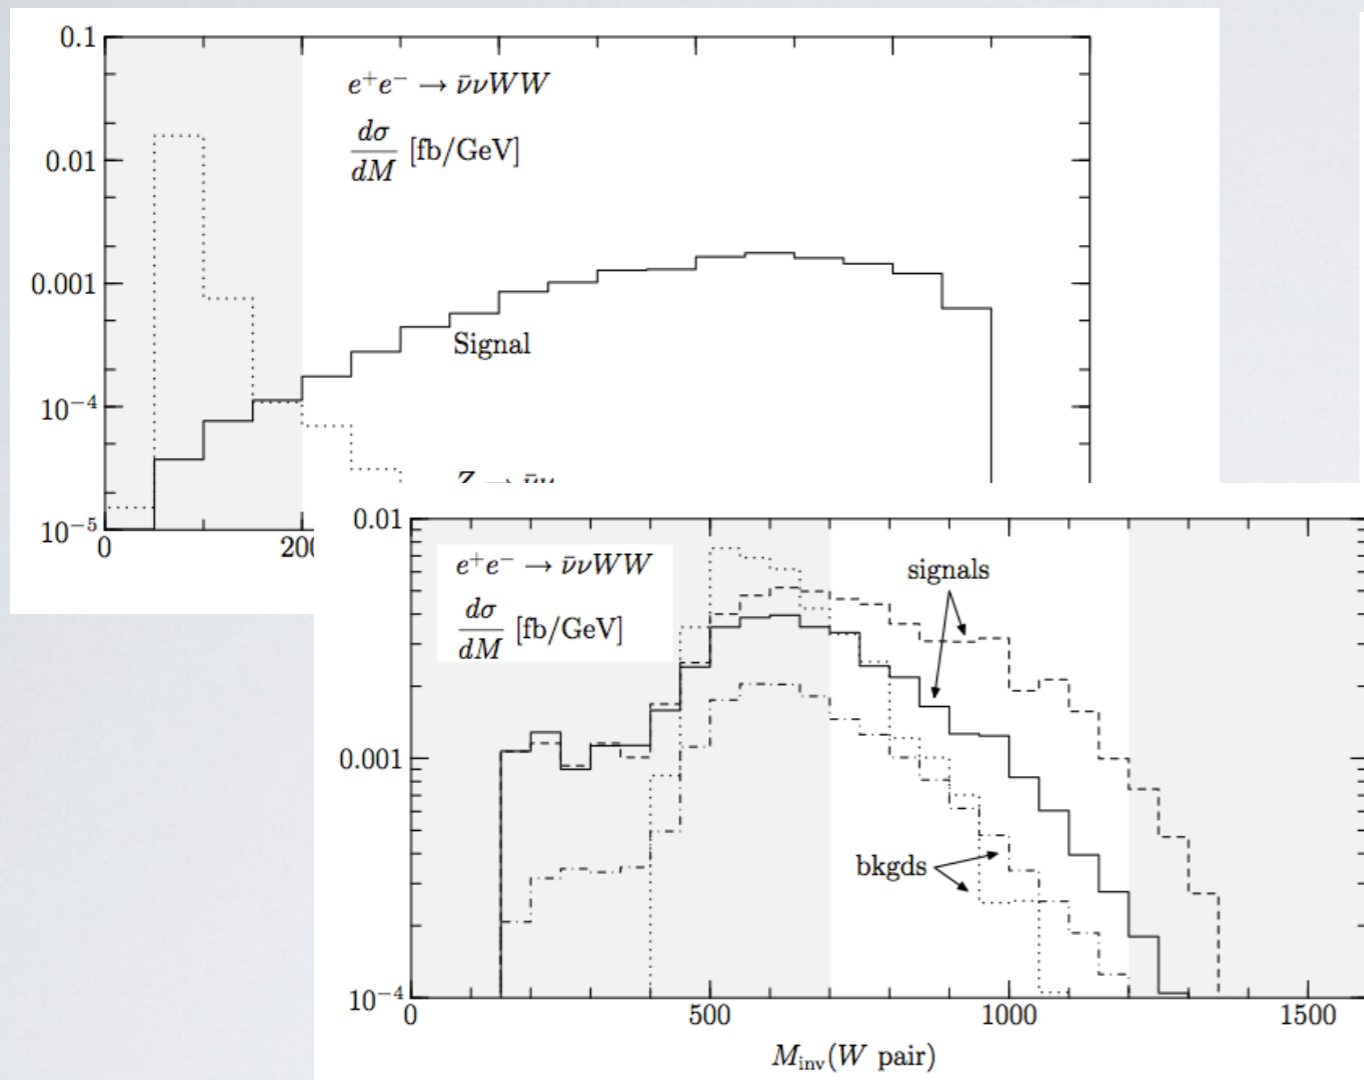 0.1
e⁺e⁻ → ν̄νWW
dσ/dM [fb/GeV]
0.01
0.001
Signal
10⁻⁴
10⁻⁵
0
0.01
e⁺e⁻ → ν̄νWW
signals
dσ/dM [fb/GeV]
0.001
bkgds
10⁻⁴
0 500 1000 1500
M_inv(W pair)